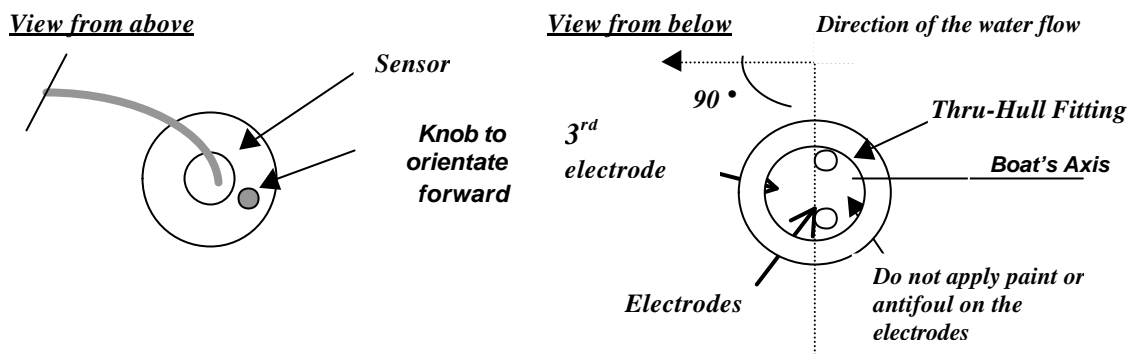 View from above
Sensor
Knob to
orientate
forward
View from below
Direction of the water flow
90 °
3rd
electrode
Thru-Hull Fitting
Boat's Axis
Electrodes
Do not apply paint or
antifoul on the
electrodes